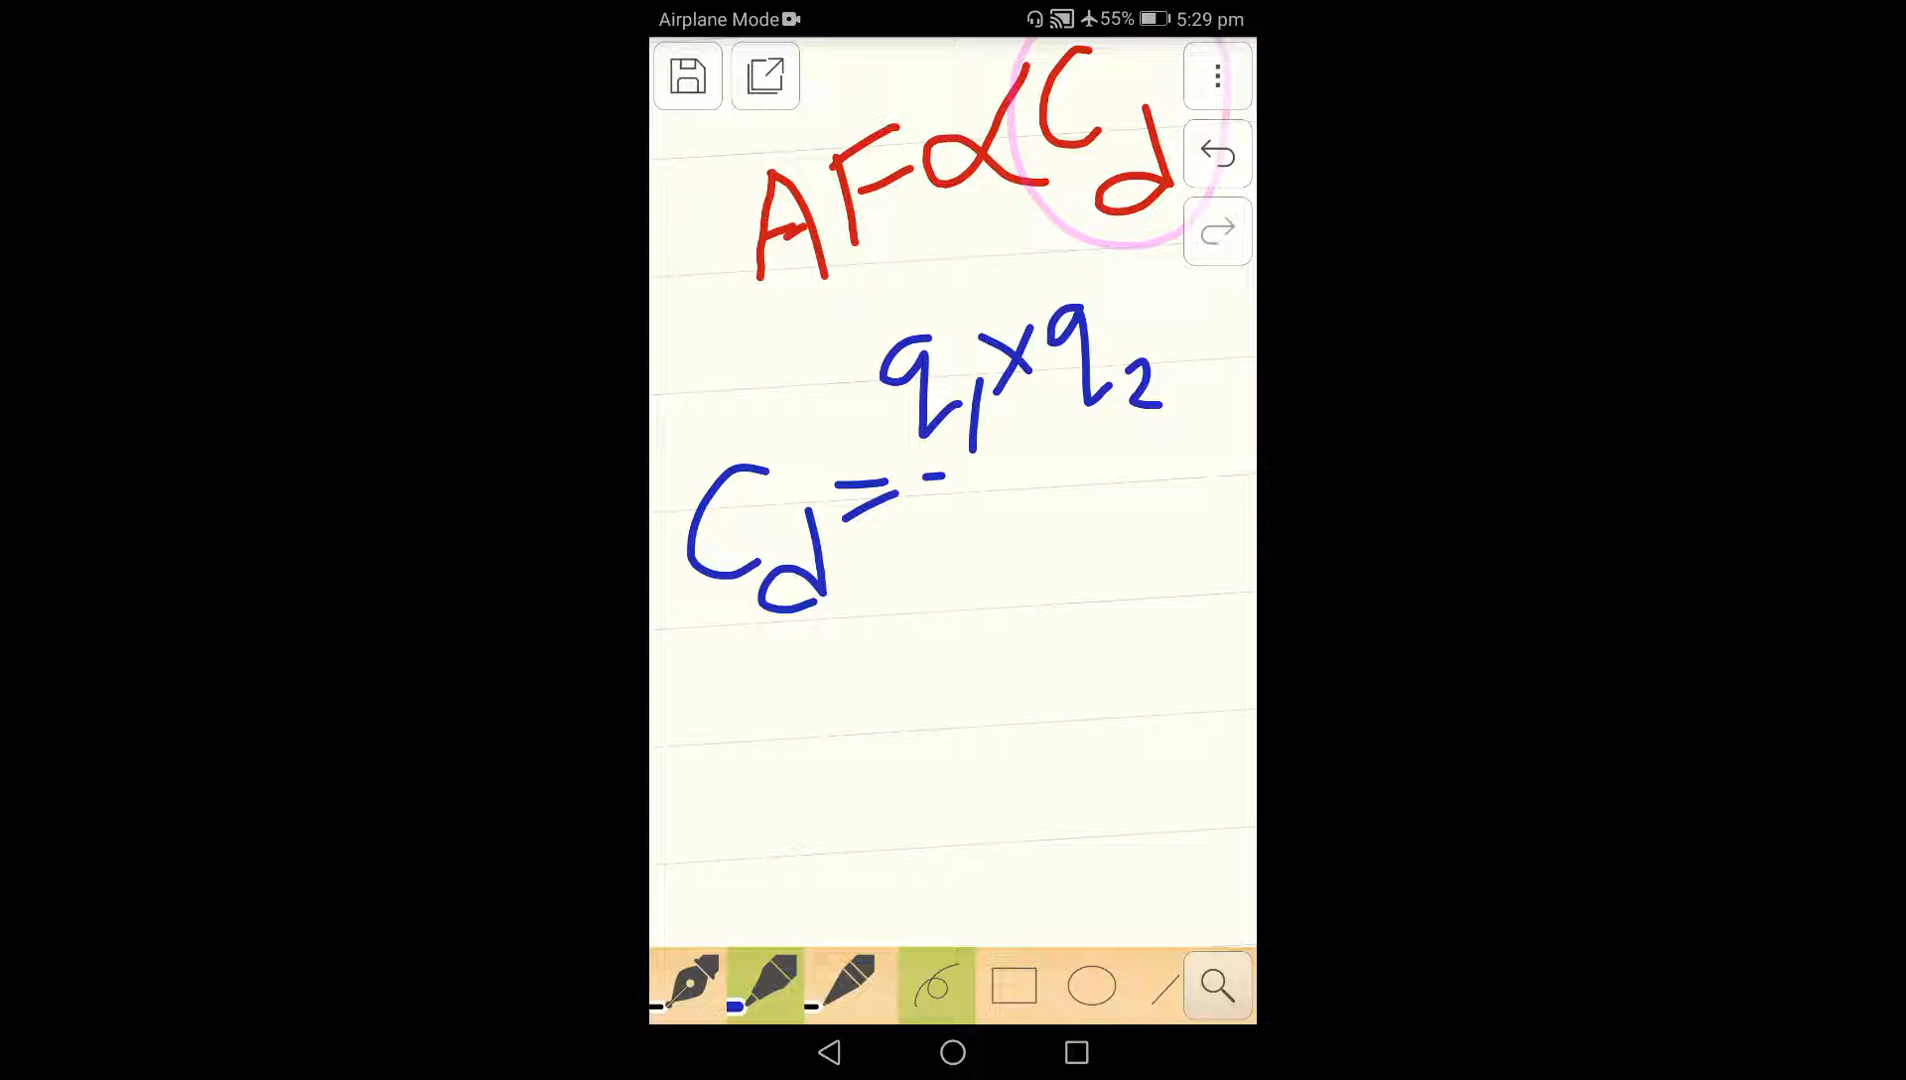 Airplane Mode 55% 5:29 pm
AF∝Cd
q1×q2
Cd=-